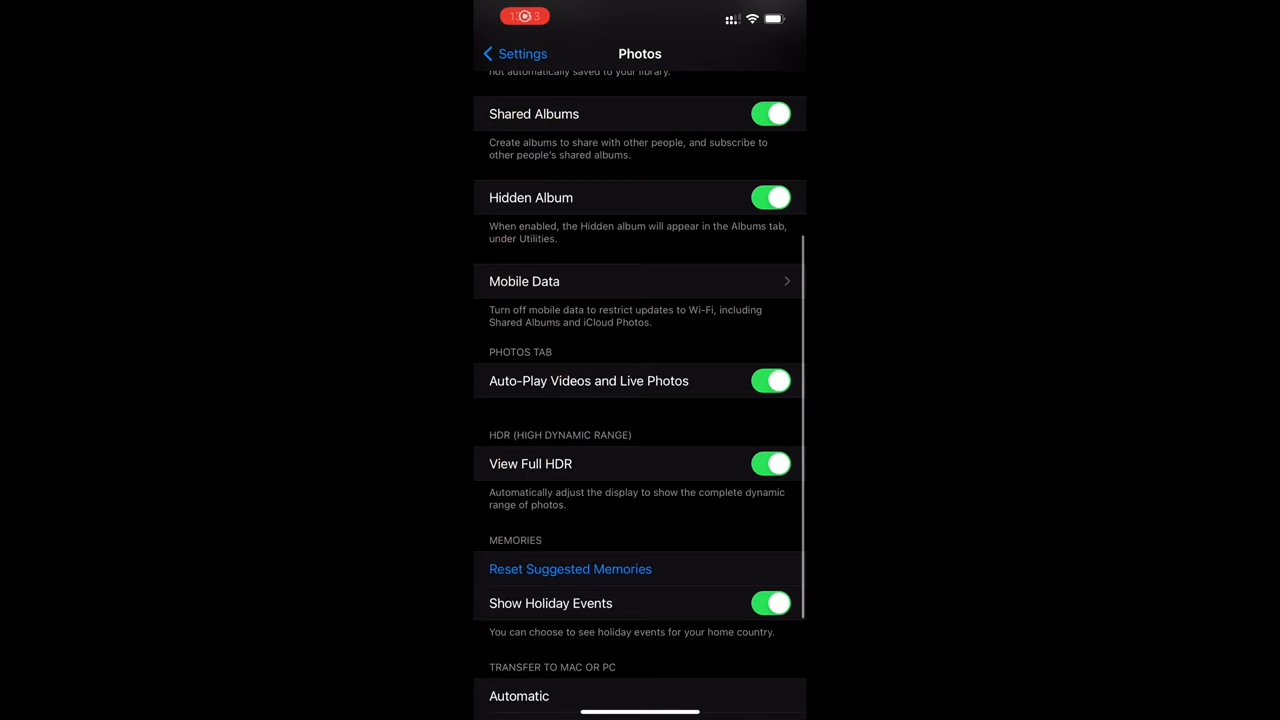 Settings
Photos
not automatically saved to your library.
Shared Albums
Create albums to share with other people, and subscribe to
other people's shared albums.
Hidden Album
When enabled, the Hidden album will appear in the Albums tab,
under Utilities.
Mobile Data
Turn off mobile data to restrict updates to Wi-Fi, including
Shared Albums and iCloud Photos.
PHOTOS TAB
Auto-Play Videos and Live Photos
HDR (HIGH DYNAMIC RANGE)
View Full HDR
Automatically adjust the display to show the complete dynamic
range of photos.
MEMORIES
Reset Suggested Memories
Show Holiday Events
You can choose to see holiday events for your home country.
TRANSFER TO MAC OR PC
Automatic